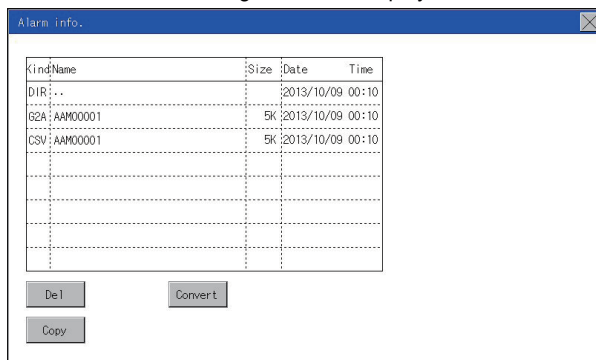 Alarm info.
Kind Name Size Date Time
DIR .. 2013/10/09 00:10
G2A AAM00001 5K 2013/10/09 00:10
CSV AAM00001 5K 2013/10/09 00:10
Del Convert
Copy